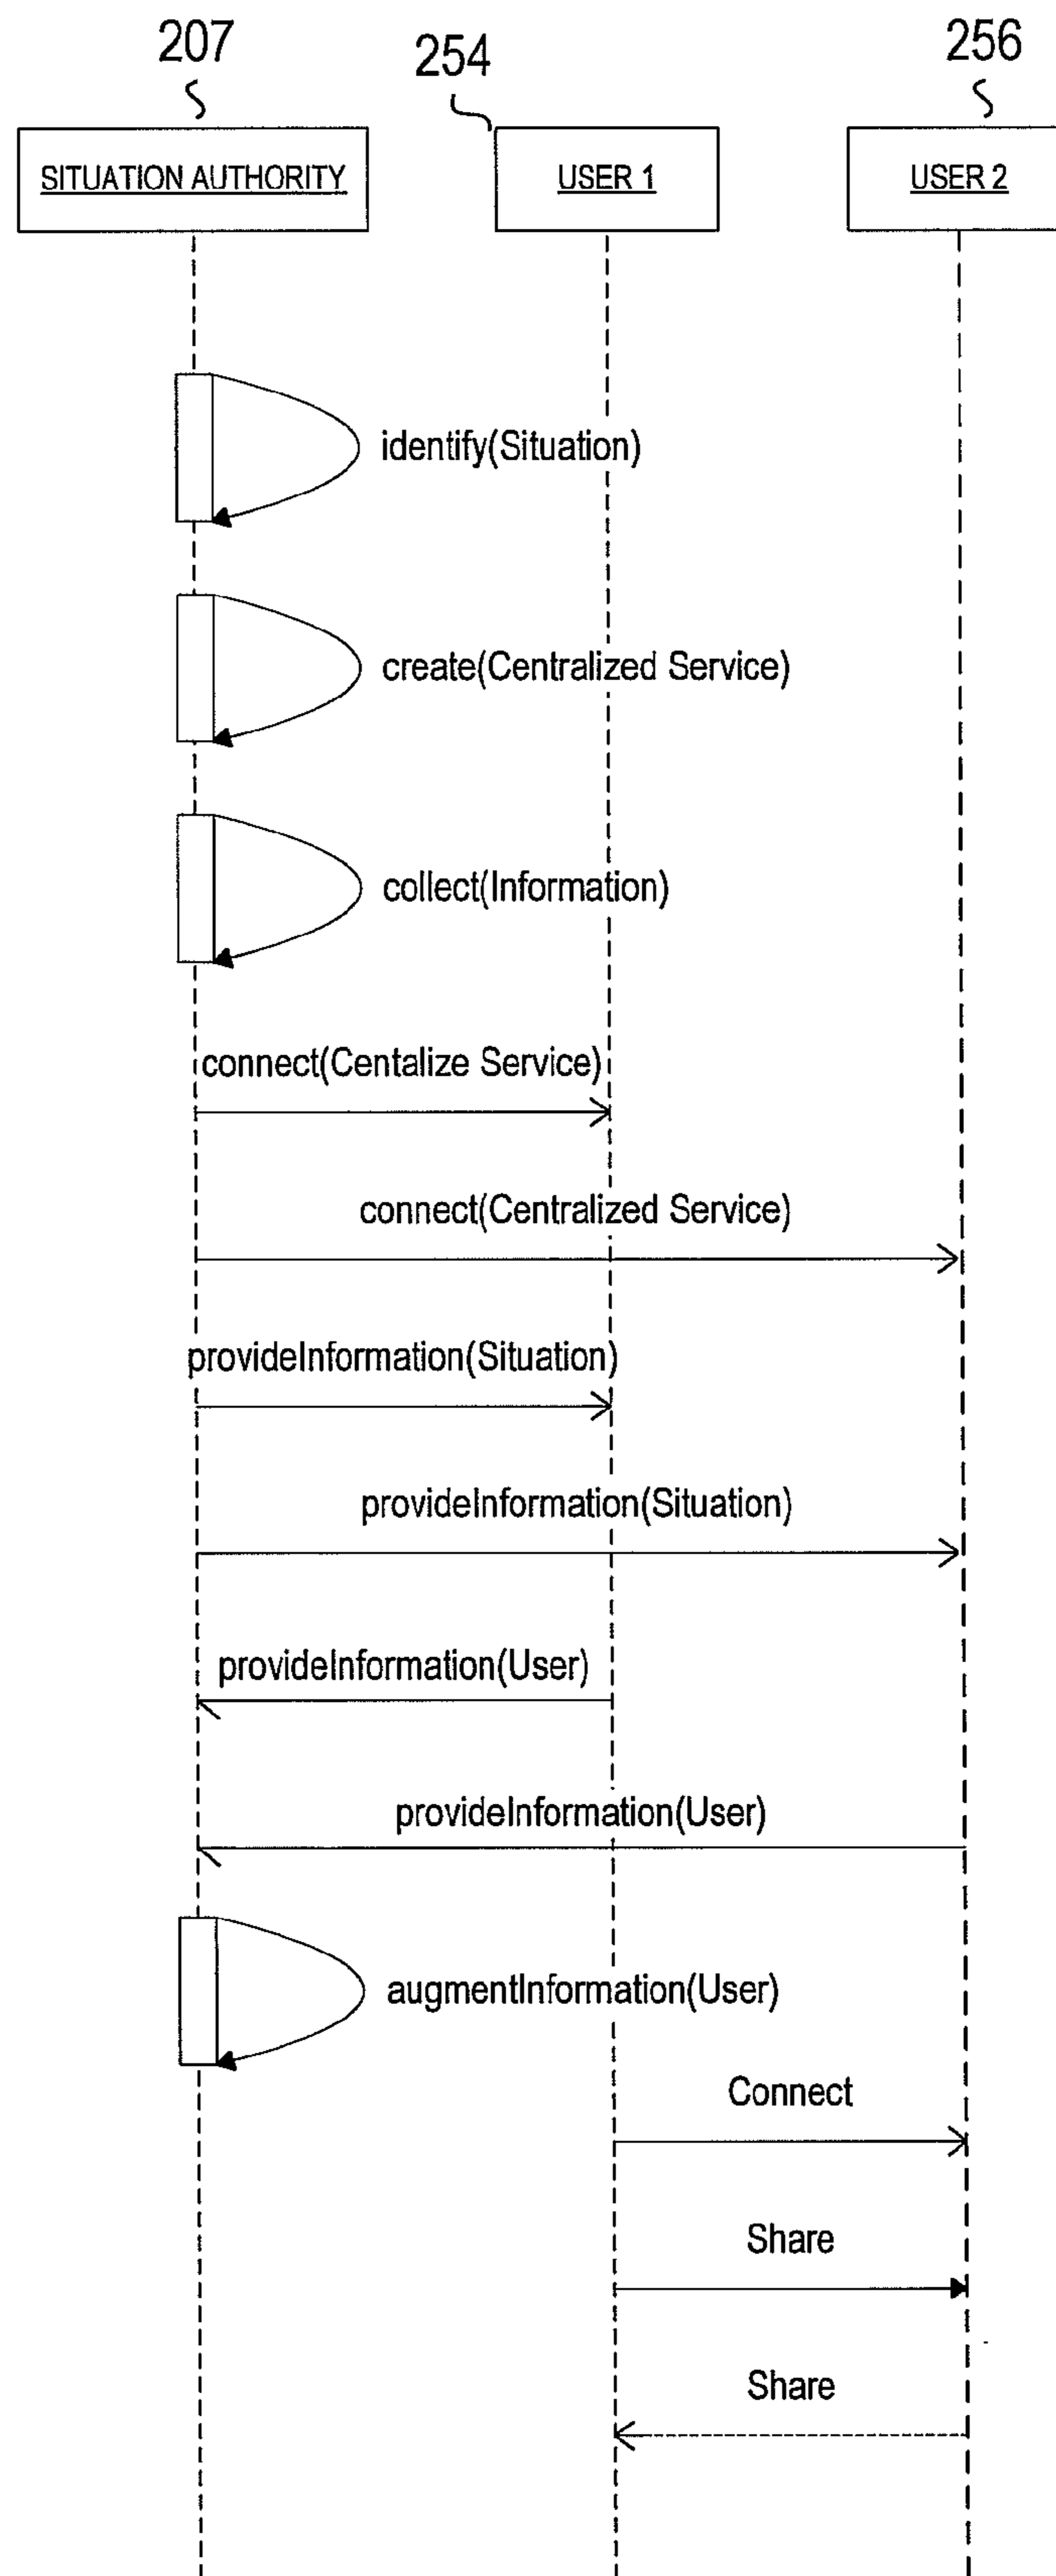 207
254
256
SITUATION AUTHORITY
USER 1
USER 2
identify(Situation)
create(Centralized Service)
collect(Information)
connect(Centalize Service)
connect(Centralized Service)
provideInformation(Situation)
provideInformation(Situation)
provideInformation(User)
provideInformation(User)
augmentInformation(User)
Connect
Share
Share